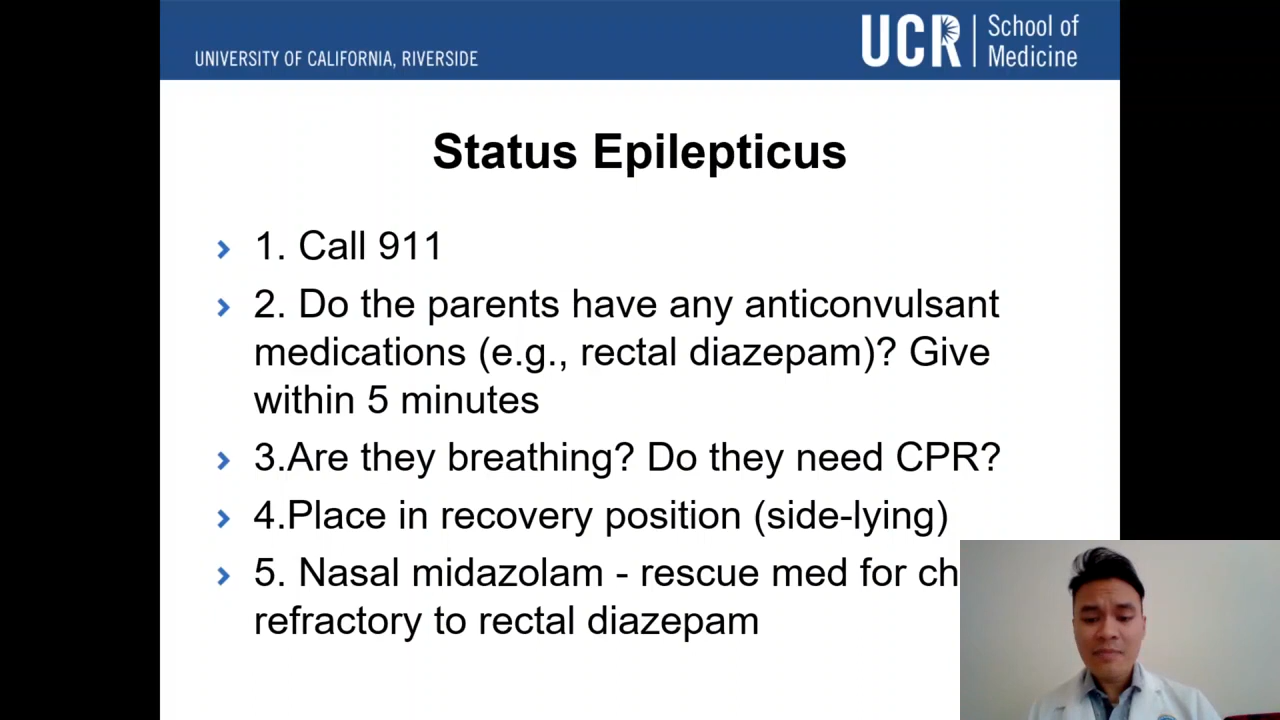 UNIVERSITY OF CALIFORNIA, RIVERSIDE
UCR School of
Medicine
Status Epilepticus
1. Call 911
2. Do the parents have any anticonvsulsant
medications (e.g., rectal diazepam)? Give
within 5 minutes
3.Are they breathing? Do they need CPR?
4.Place in recovery position (side-lying)
5. Nasal midazolam - rescue med for
refractory to rectal diazepam